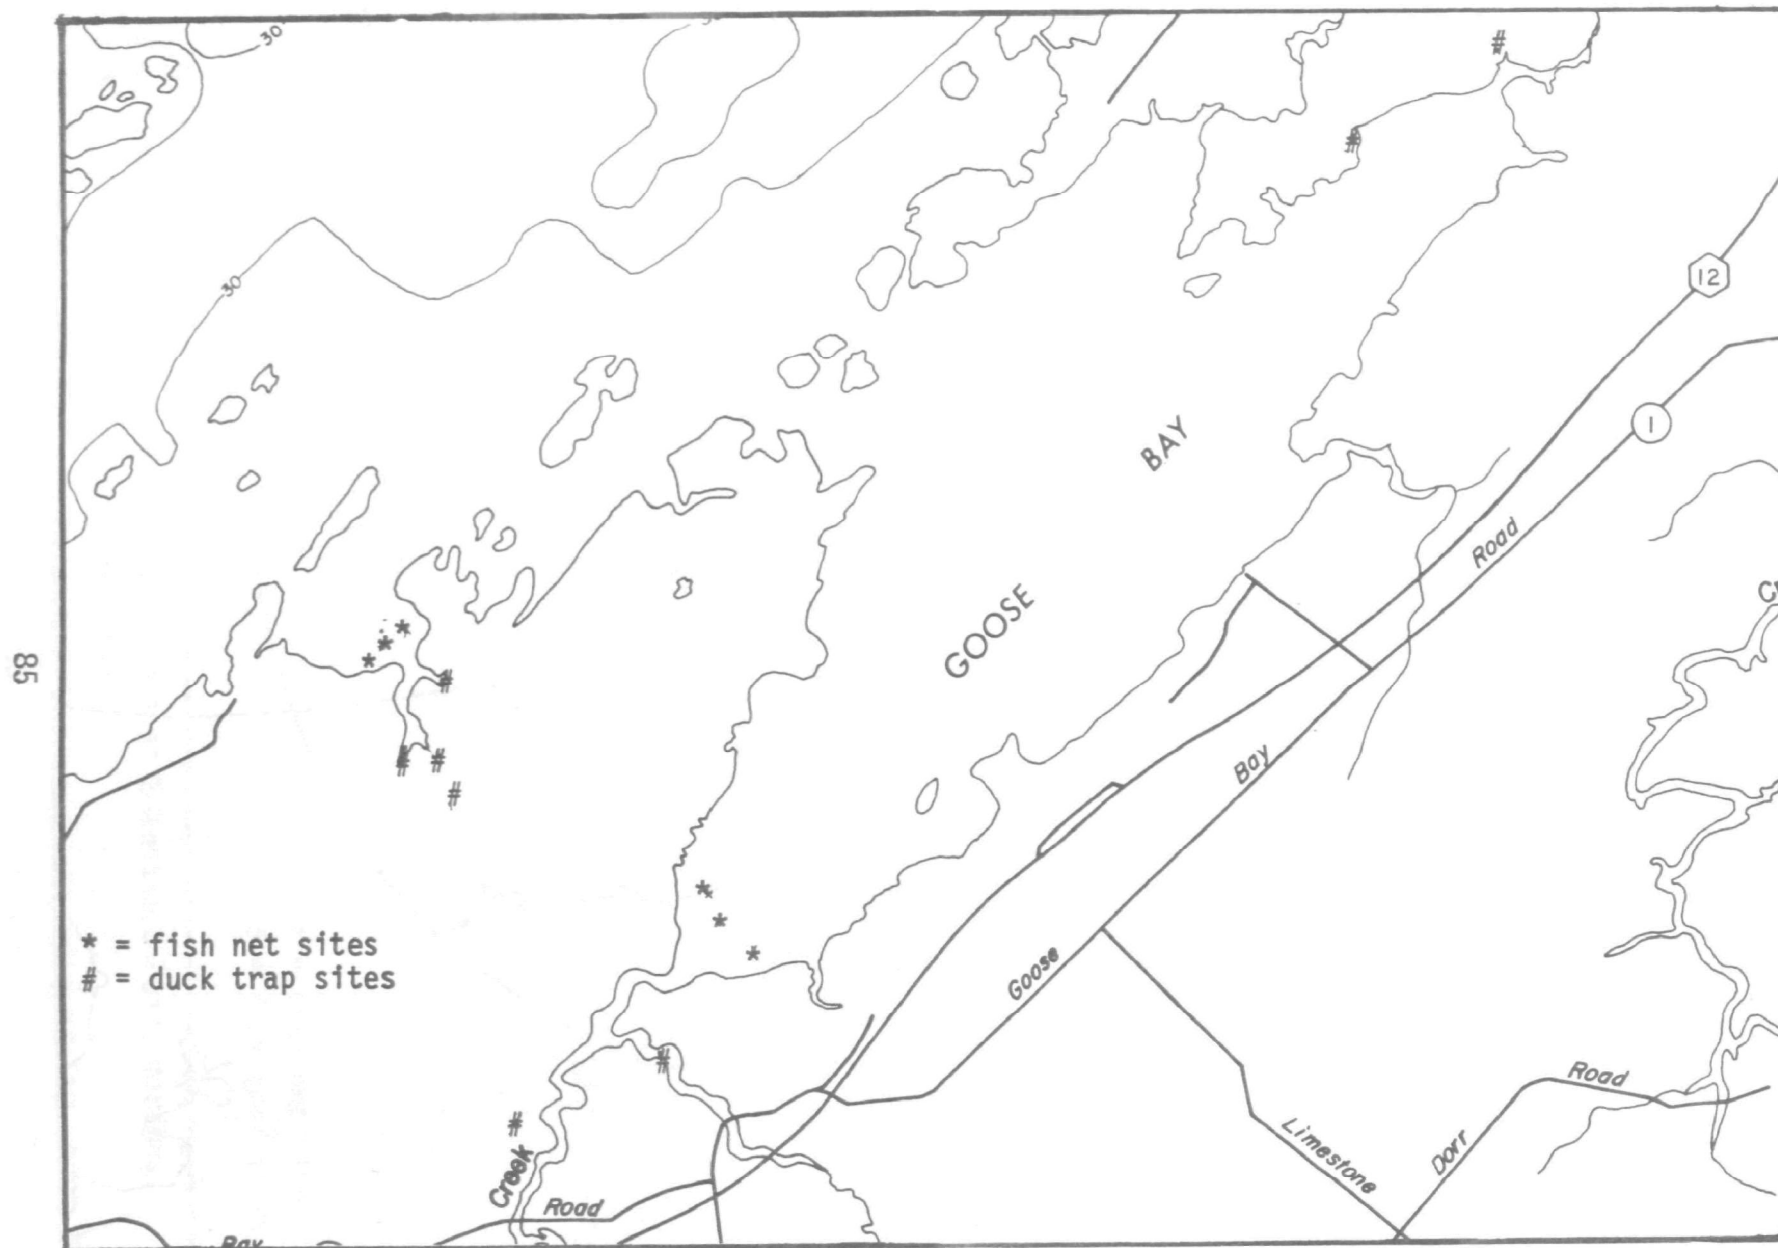 30
30
#
#
12
1
BAY
GOOSE
Road
Bay
Goose
*
*
*
#
#
#
#
85
* = fish net sites
# = duck trap sites
*
*
*
*
#
#
Creek
Road
Limestone
Dorr
Road